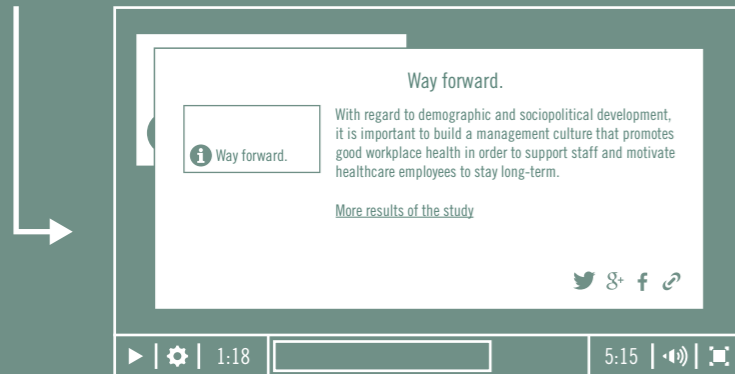 Way forward.
Way forward.
With regard to demographic and sociopolitical development,
it is important to build a management culture that promotes
good workplace health in order to support staff and motivate
healthcare employees to stay long-term.
More results of the study
1:18
5:15